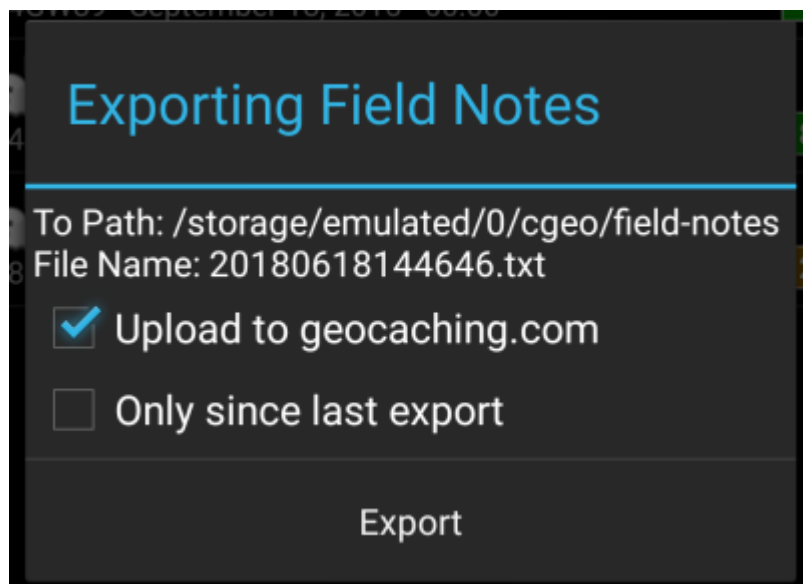 Exporting Field Notes
To Path: /storage/emulated/0/cgeo/field-notes
File Name: 20180618144646.txt
Upload to geocaching.com
Only since last export
Export